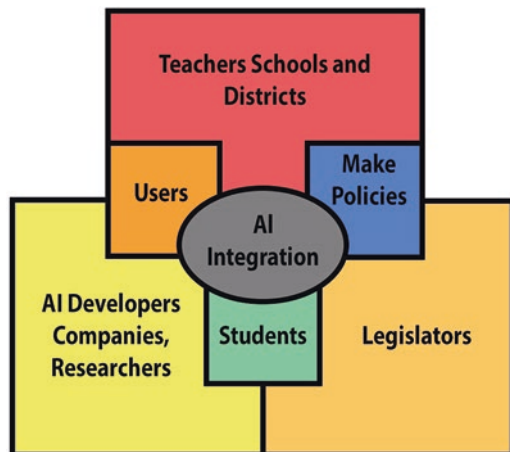 Teachers Schools and
Districts
Users
Make
Policies
AI
Integration
AI Developers
Companies,
Researchers
Students
Legislators